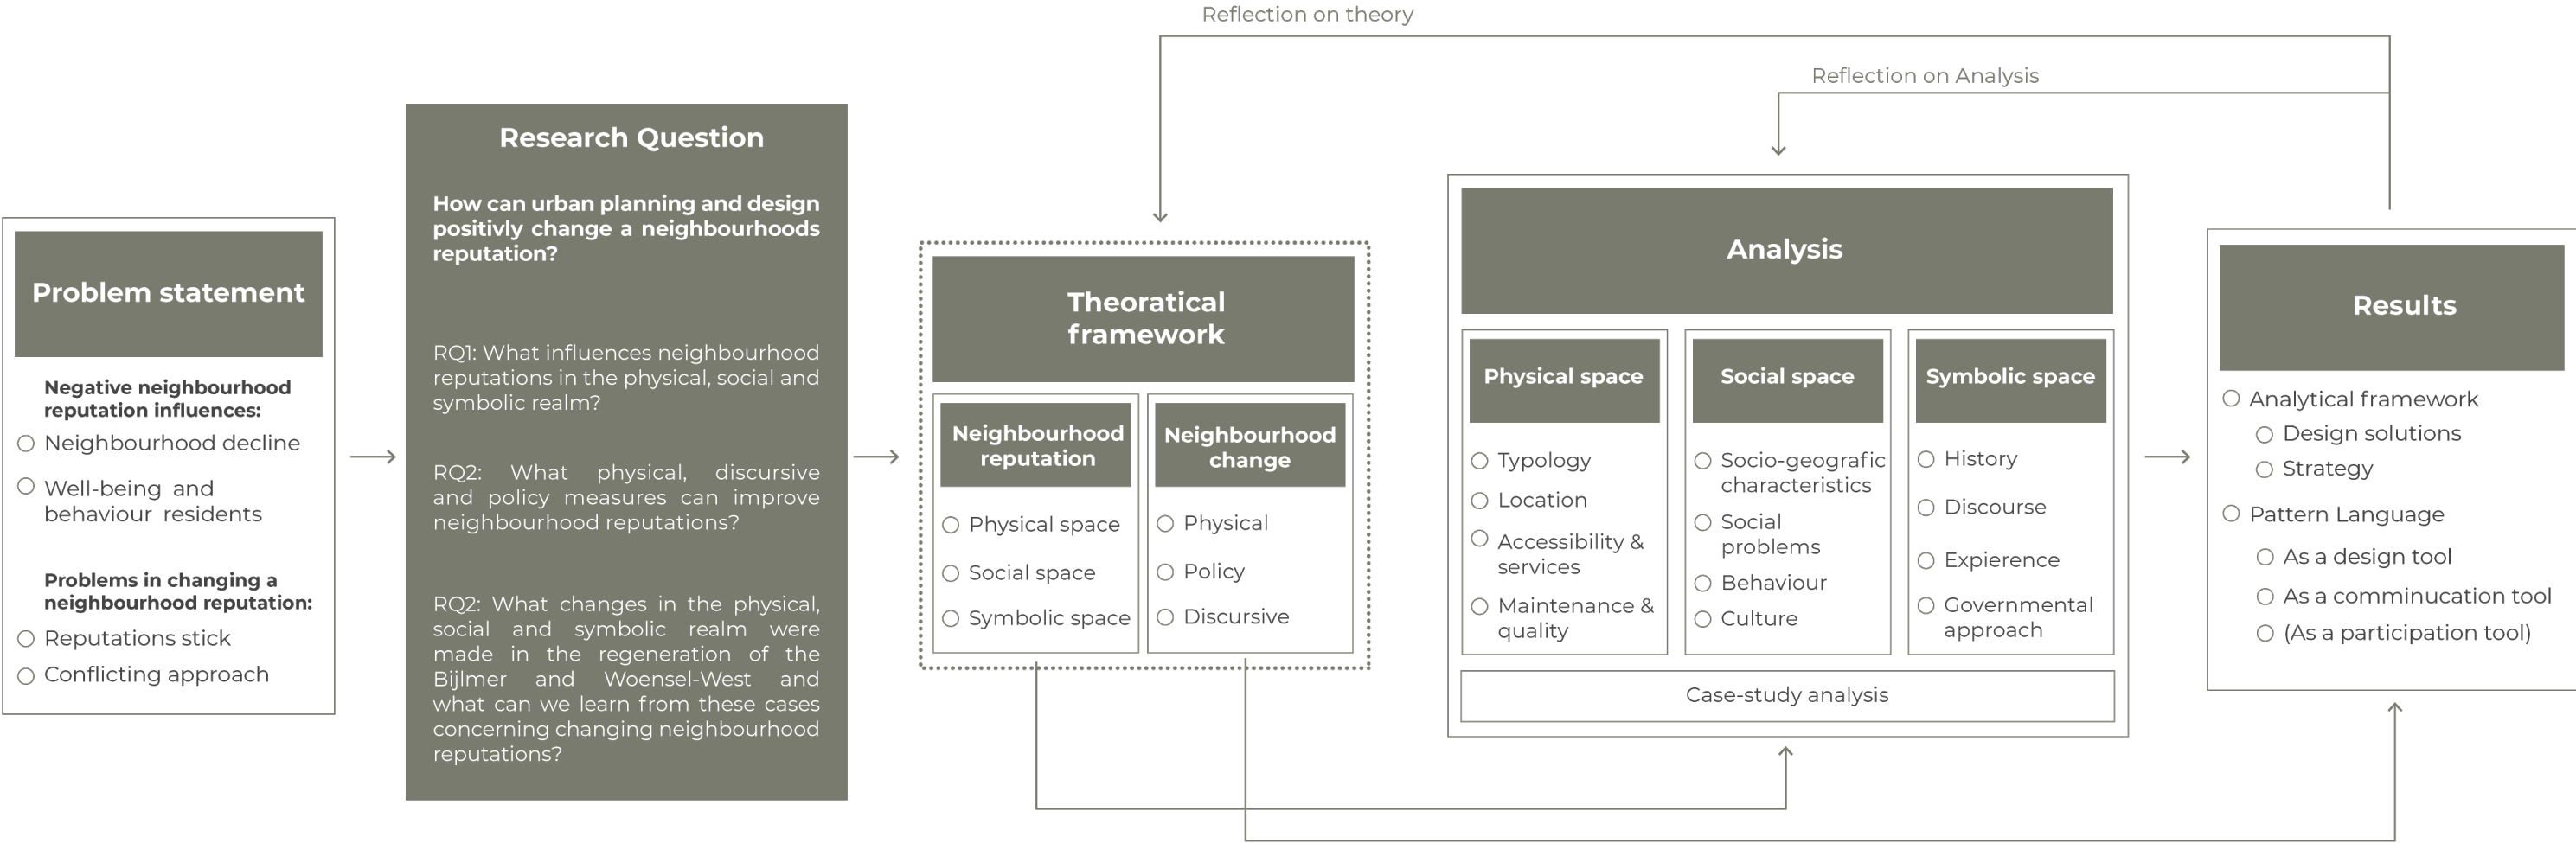 Reflection on theory
Reflection on Analysis
Problem statement
Negative neighbourhood
reputation influences:
Neighbourhood decline
Well-being and
behaviour residents
Problems in changing a
neighbourhood reputation:
Reputations stick
Conflicting approach
Research Question
How can urban planning and design
positivly change a neighbourhoods
reputation?
RQ1: What influences neighbourhood
reputations in the physical, social and
symbolic realm?
RQ2: What physical, discursive
and policy measures can improve
neighbourhood reputations?
RQ2: What changes in the physical,
social and symbolic realm were
made in the regeneration of the
Bijlmer and Woensel-West and
what can we learn from these cases
concerning changing neighbourhood
reputations?
Theoratical
framework
Neighbourhood
reputation
Physical space
Social space
Symbolic space
Neighbourhood
change
Physical
Policy
Discursive
Analysis
Physical space
Typology
Location
Accessibility &
services
Maintenance &
quality
Social space
Socio-geografic
characteristics
Social
problems
Behaviour
Culture
Symbolic space
History
Discourse
Expierence
Governmental
approach
Case-study analysis
Results
Analytical framework
Design solutions
Strategy
Pattern Language
As a design tool
As a comminucation tool
(As a participation tool)